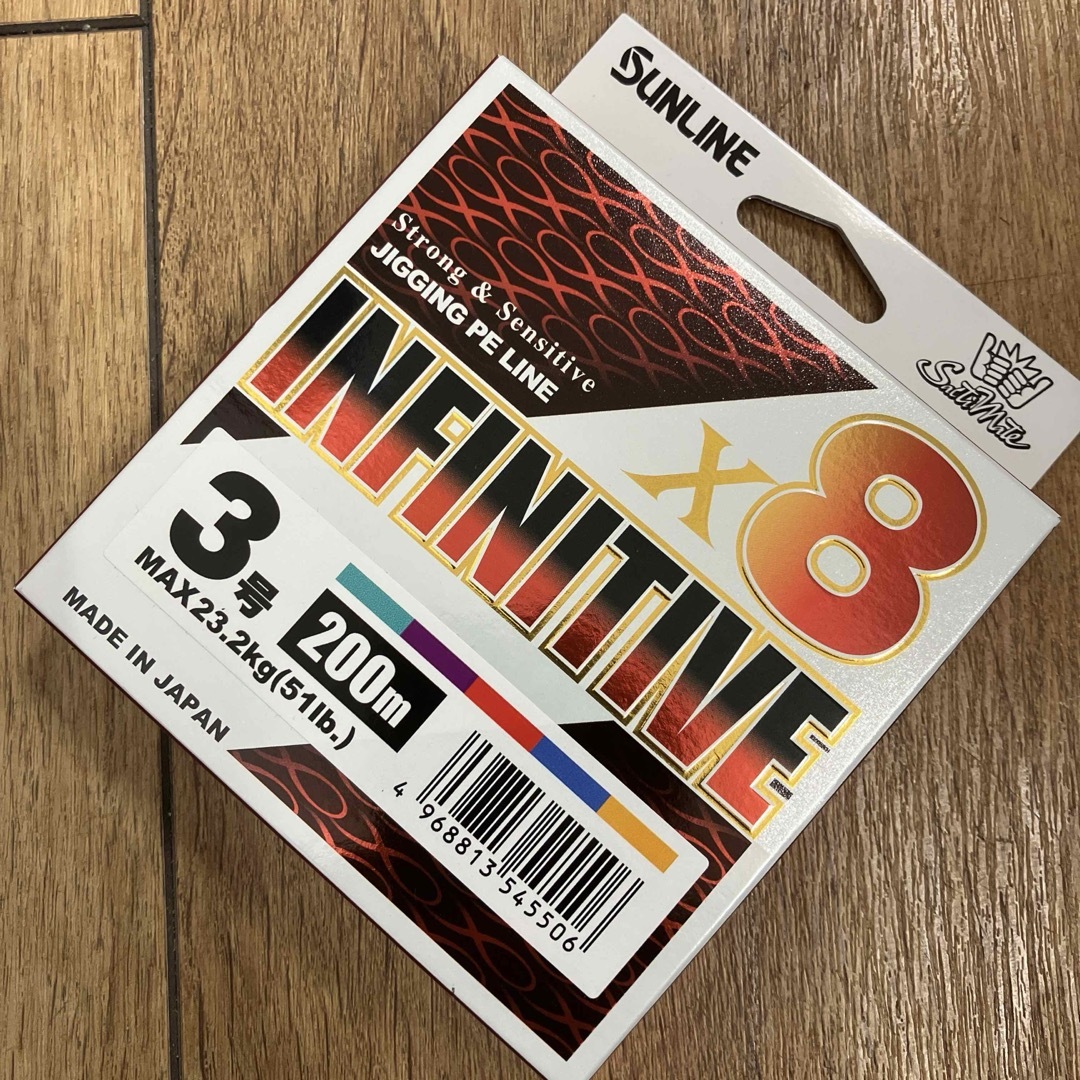 SUNLINE
SaltiMate
Strong & Sensitive
JIGGING PE LINE
INFINITIVE
X8
3号
MAX23.2kg(51lb.)
200m
MADE IN JAPAN
4 968813 545506